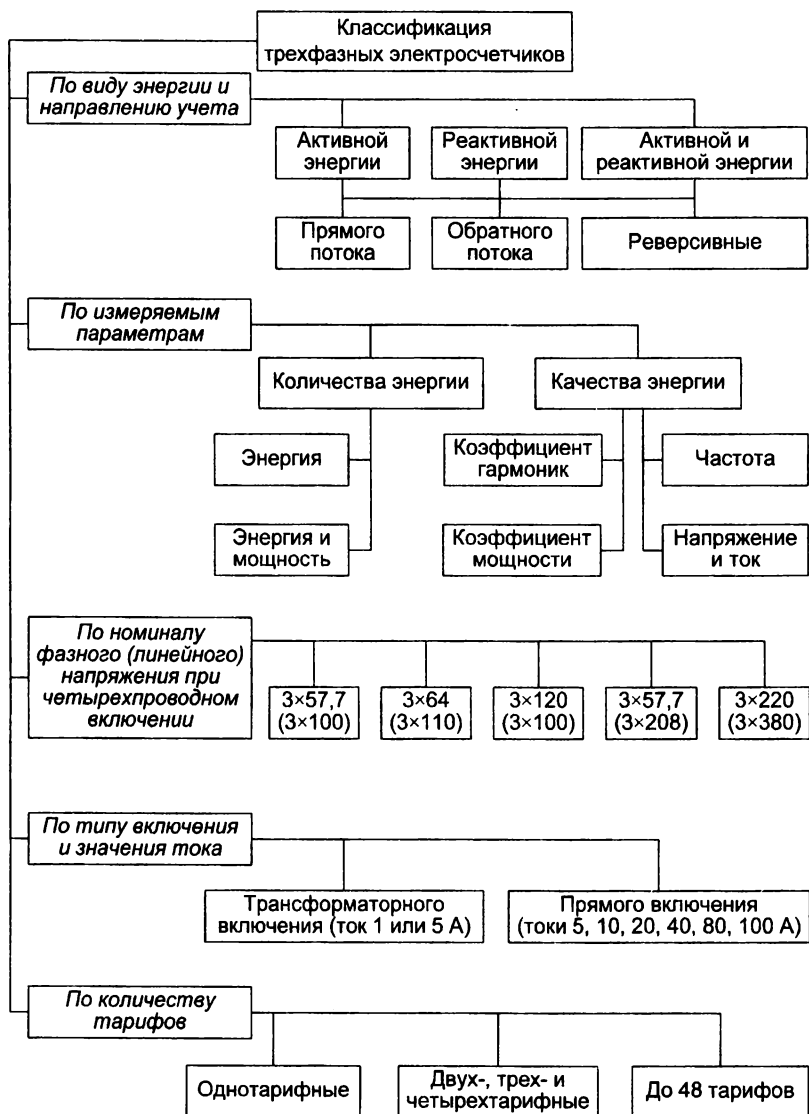 Классификация
трехфазных электросчетчиков
По виду энергии и
направлению учета
Активной
энергии
Реактивной
энергии
Активной и
реактивной энергии
Прямого
потока
Обратного
потока
Реверсивные
По измеряемым
параметрам
Количества энергии
Качества энергии
Энергия
Коэффициент
гармоник
Частота
Энергия и
мощность
Коэффициент
мощности
Напряжение
и ток
По номиналу
фазного (линейного)
напряжения при
четырехпроводном
включении
3×57,7
(3×100)
3×64
(3×110)
3×120
(3×100)
3×57,7
(3×208)
3×220
(3×380)
По типу включения
и значения тока
Трансформаторного
включения (ток 1 или 5 А)
Прямого включения
(токи 5, 10, 20, 40, 80, 100 А)
По количеству
тарифов
Однотарифные
Двух-, трех- и
четырехтарифные
До 48 тарифов